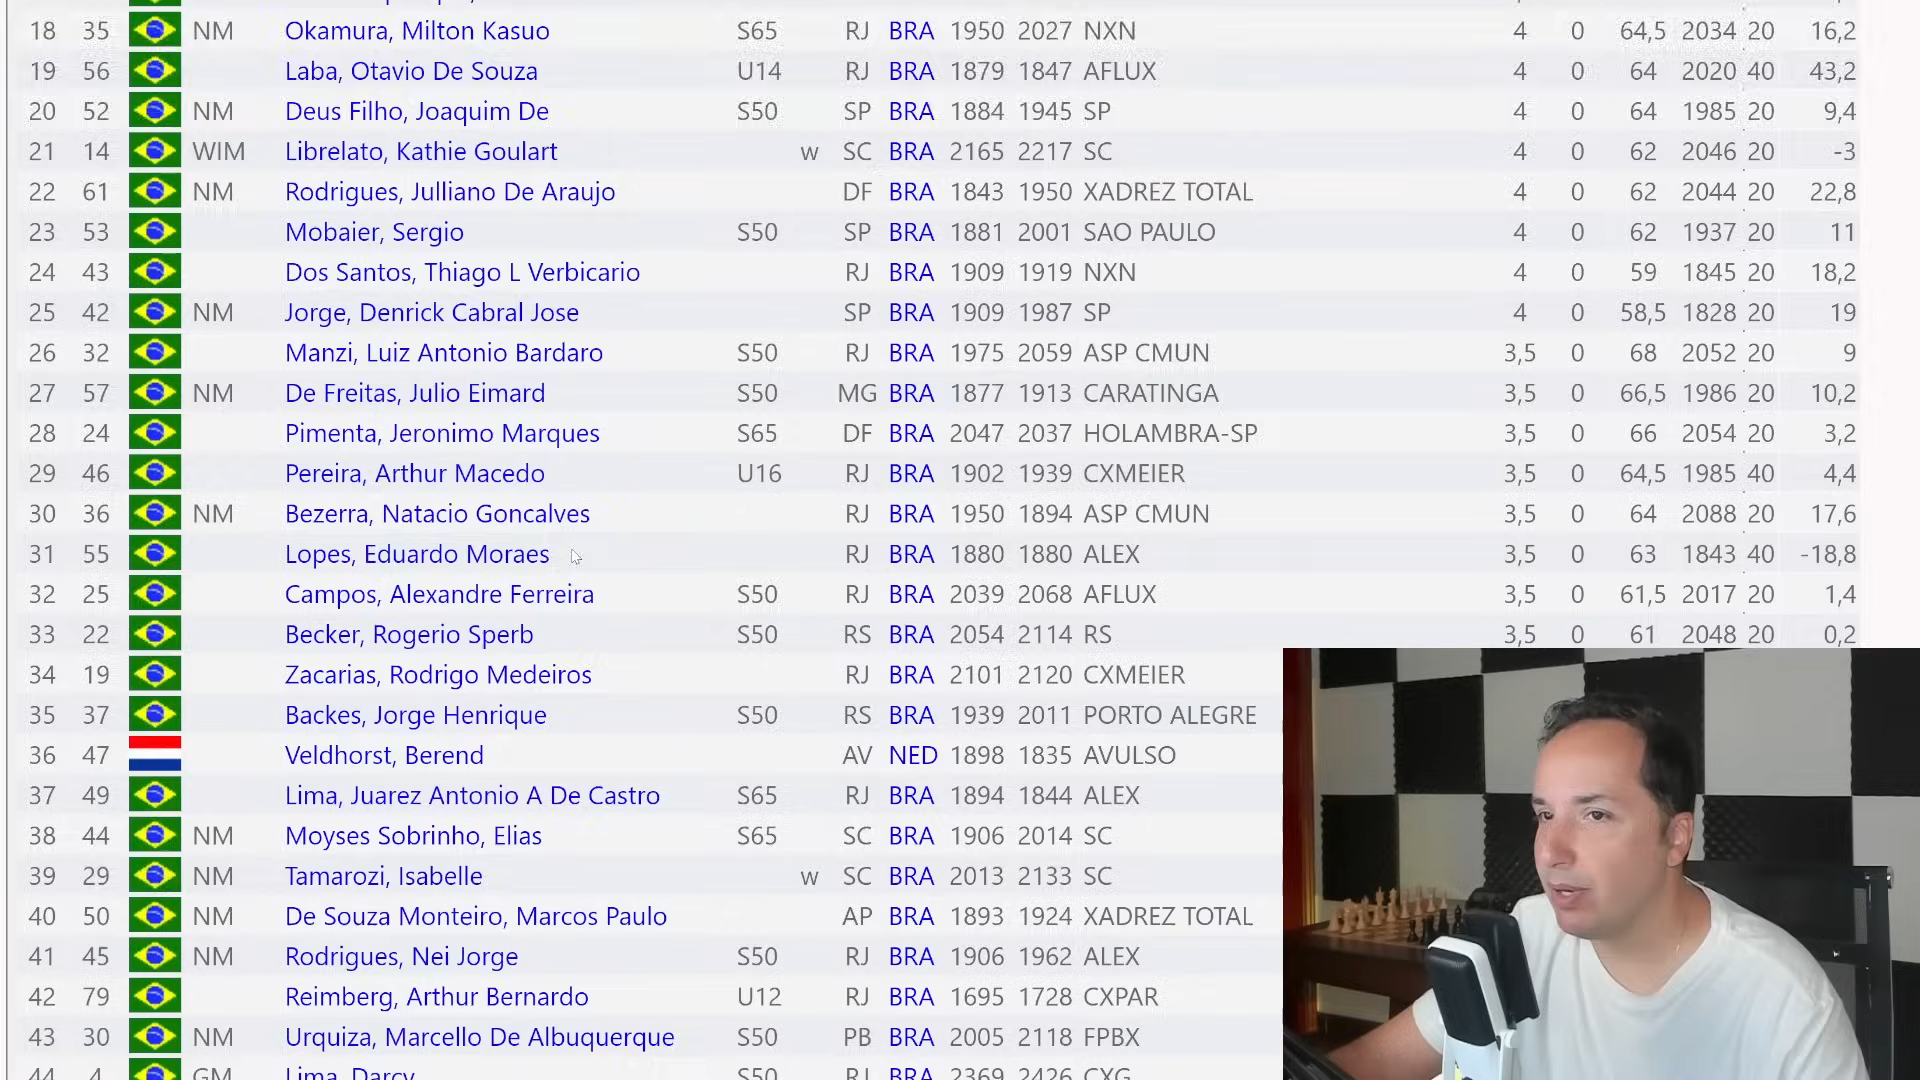 18 35 NM Okamura, Milton Kasuo S65 RJ BRA 1950 2027 NXN 4 0 64,5 2034 20 16,2
19 56 Laba, Otavio De Souza U14 RJ BRA 1879 1847 AFLUX 4 0 64 2020 40 43,2
20 52 NM Deus Filho, Joaquim De S50 SP BRA 1884 1945 SP 4 0 64 1985 20 9,4
21 14 WIM Librelato, Kathie Goulart w SC BRA 2165 2217 SC 4 0 62 2046 20 -3
22 61 NM Rodrigues, Julliano De Araujo DF BRA 1843 1950 XADREZ TOTAL 4 0 62 2044 20 22,8
23 53 Mobaier, Sergio S50 SP BRA 1881 2001 SAO PAULO 4 0 62 1937 20 11
24 43 Dos Santos, Thiago L Verbicario RJ BRA 1909 1919 NXN 4 0 59 1845 20 18,2
25 42 NM Jorge, Denrick Cabral Jose SP BRA 1909 1987 SP 4 0 58,5 1828 20 19
26 32 Manzi, Luiz Antonio Bardaro S50 RJ BRA 1975 2059 ASP CMUN 3,5 0 68 2052 20 9
27 57 NM De Freitas, Julio Eimard S50 MG BRA 1877 1913 CARATINGA 3,5 0 66,5 1986 20 10,2
28 24 Pimenta, Jeronimo Marques S65 DF BRA 2047 2037 HOLAMBRA-SP 3,5 0 66 2054 20 3,2
29 46 Pereira, Arthur Macedo U16 RJ BRA 1902 1939 CXMEIER 3,5 0 64,5 1985 40 4,4
30 36 NM Bezerra, Natacio Goncalves RJ BRA 1950 1894 ASP CMUN 3,5 0 64 2088 20 17,6
31 55 Lopes, Eduardo Moraes RJ BRA 1880 1880 ALEX 3,5 0 63 1843 40 -18,8
32 25 Campos, Alexandre Ferreira S50 RJ BRA 2039 2068 AFLUX 3,5 0 61,5 2017 20 1,4
33 22 Becker, Rogerio Sperb S50 RS BRA 2054 2114 RS 3,5 0 61 2048 20 0,2
34 19 Zacarias, Rodrigo Medeiros RJ BRA 2101 2120 CXMEIER
35 37 Backes, Jorge Henrique S50 RS BRA 1939 2011 PORTO ALEGRE
36 47 Veldhorst, Berend AV NED 1898 1835 AVULSO
37 49 Lima, Juarez Antonio A De Castro S65 RJ BRA 1894 1844 ALEX
38 44 NM Moyses Sobrinho, Elias S65 SC BRA 1906 2014 SC
39 29 NM Tamarozi, Isabelle w SC BRA 2013 2133 SC
40 50 NM De Souza Monteiro, Marcos Paulo AP BRA 1893 1924 XADREZ TOTAL
41 45 NM Rodrigues, Nei Jorge S50 RJ BRA 1906 1962 ALEX
42 79 Reimberg, Arthur Bernardo U12 RJ BRA 1695 1728 CXPAR
43 30 NM Urquiza, Marcello De Albuquerque S50 PB BRA 2005 2118 FPBX
44 4 GM Lima, Darcy S50 RJ BRA 2369 2426 CXG